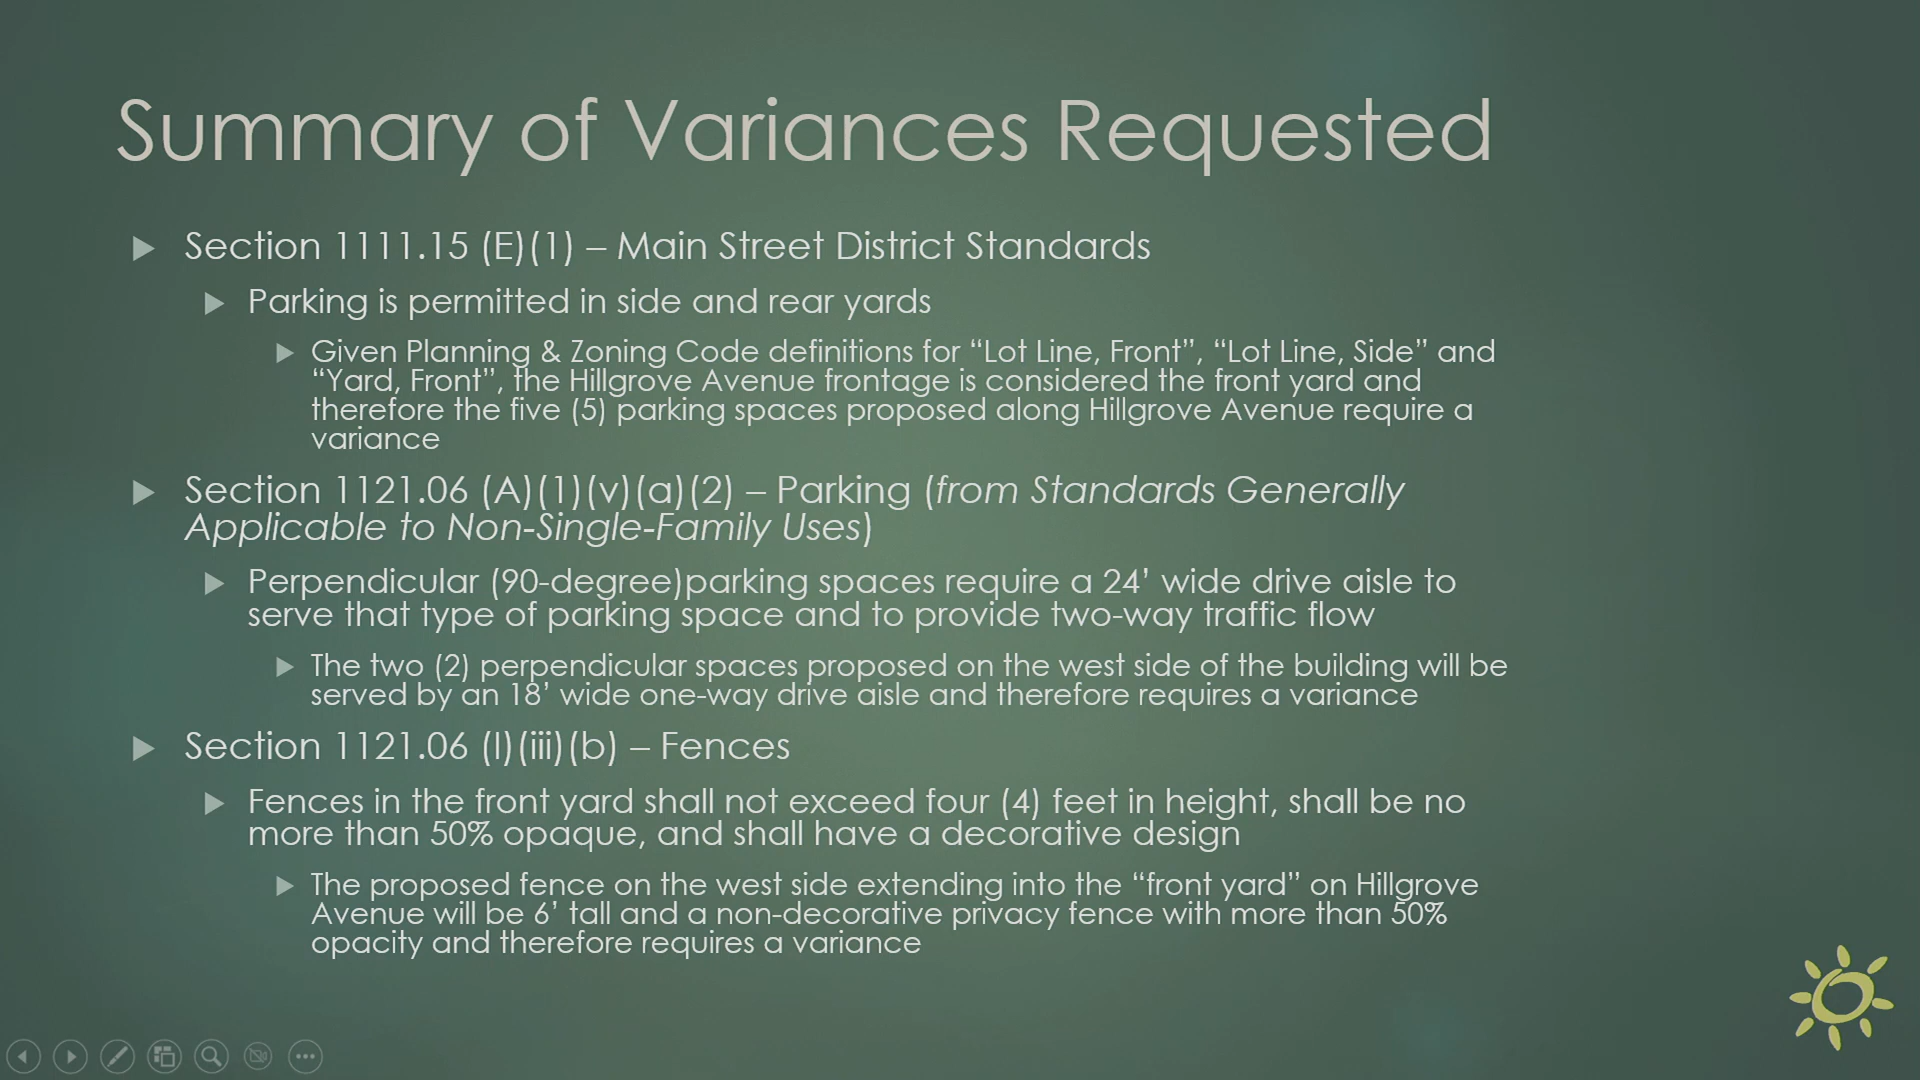 Summary of Variances Requested
Section 1111.15 (E)(1) – Main Street District Standards
Parking is permitted in side and rear yards
Given Planning & Zoning Code definitions for “Lot Line, Front”, “Lot Line, Side” and
“Yard, Front”, the Hillgrove Avenue frontage is considered the front yard and
therefore the five (5) parking spaces proposed along Hillgrove Avenue require a
variance
Section 1121.06 (A)(1)(v)(a)(2) – Parking (from Standards Generally
Applicable to Non-Single-Family Uses)
Perpendicular (90-degree)parking spaces require a 24’ wide drive aisle to
serve that type of parking space and to provide two-way traffic flow
The two (2) perpendicular spaces proposed on the west side of the building will be
served by an 18’ wide one-way drive aisle and therefore requires a variance
Section 1121.06 (I)(iii)(b) – Fences
Fences in the front yard shall not exceed four (4) feet in height, shall be no
more than 50% opaque, and shall have a decorative design
The proposed fence on the west side extending into the “front yard” on Hillgrove
Avenue will be 6’ tall and a non-decorative privacy fence with more than 50%
opacity and therefore requires a variance